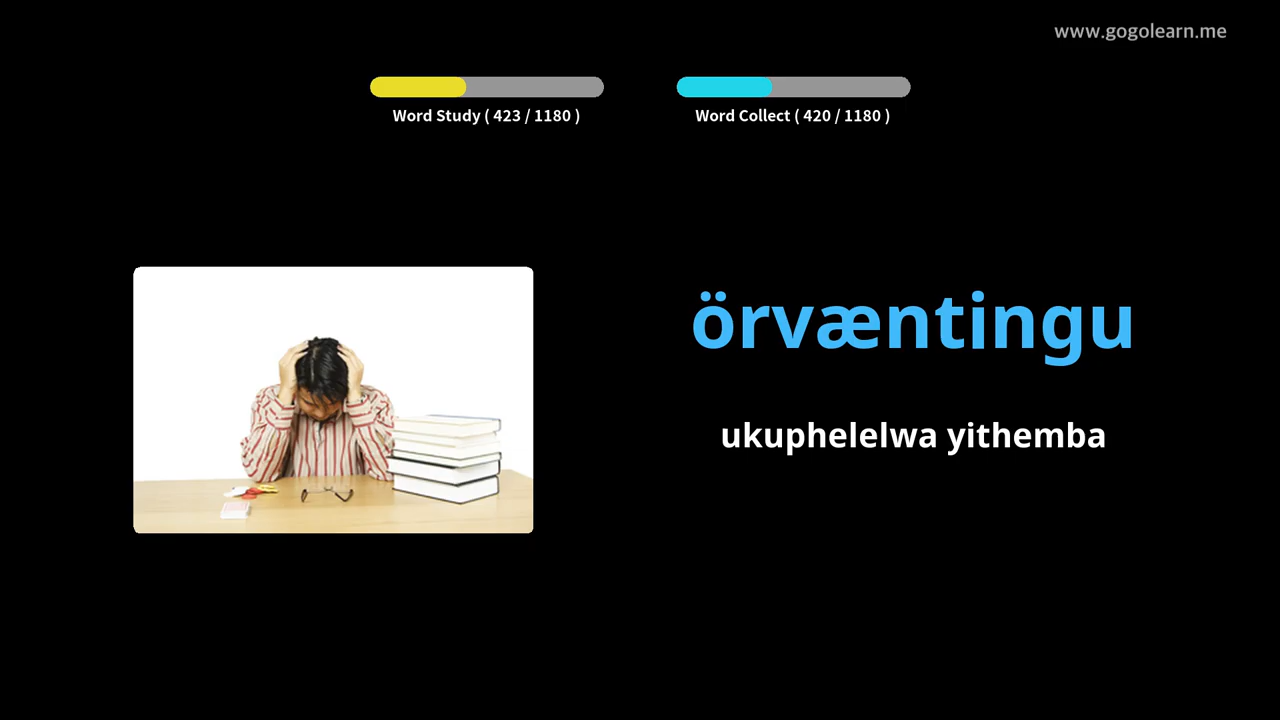 www.gogolearn.me
Word Study ( 423 / 1180 )
Word Collect ( 420 / 1180 )
örvæntingu
ukuphelelwa yithemba